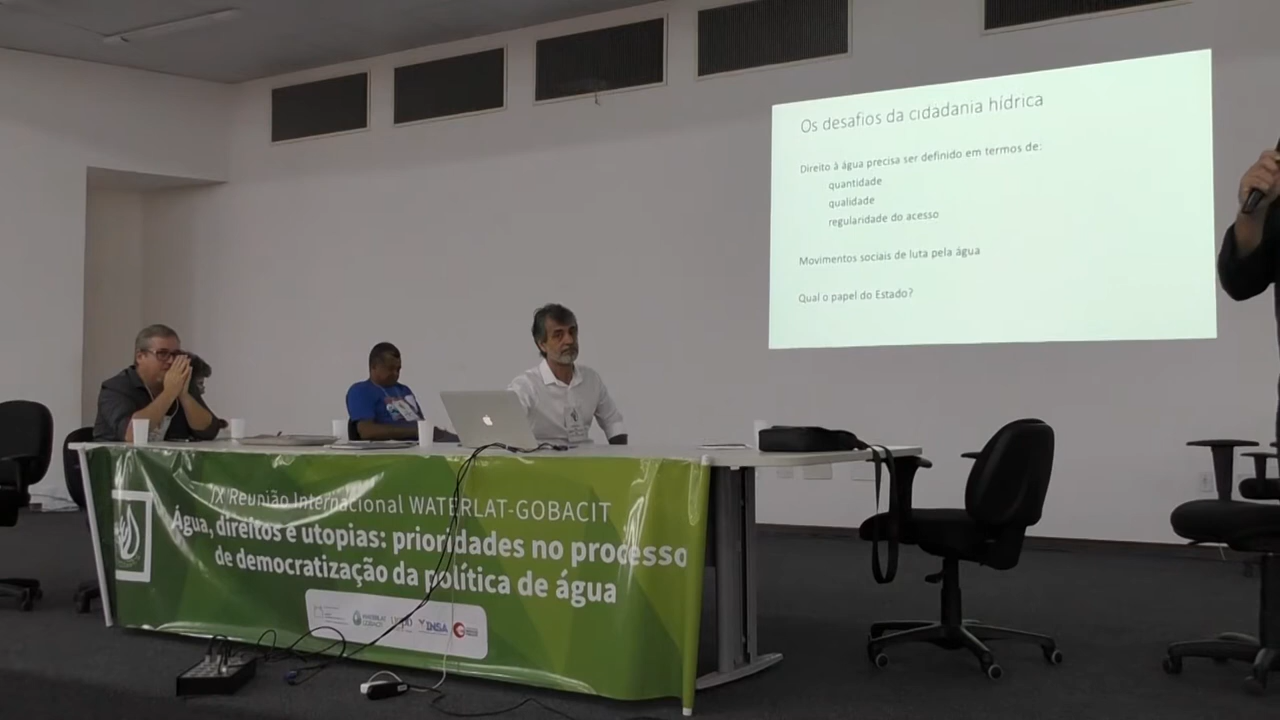 Os desafios da cidadania hídrica
Direito à água precisa ser definido em termos de:
quantidade
qualidade
regularidade do acesso
Movimentos sociais de luta pela água
Qual o papel do Estado?
IX Reunião Internacional WATERLAT-GOBACIT
Água, direitos e utopias: prioridades no processo
de democratização da política de água
WATERLAT
GOBACIT
INSA